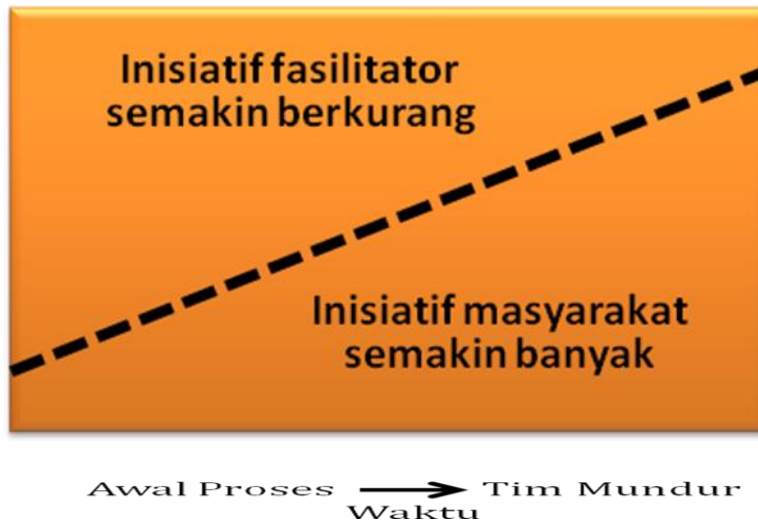 Inisiatif fasilitator
semakin berkurang
Inisiatif masyarakat
semakin banyak
Awal Proses → Tim Mundur
Waktu